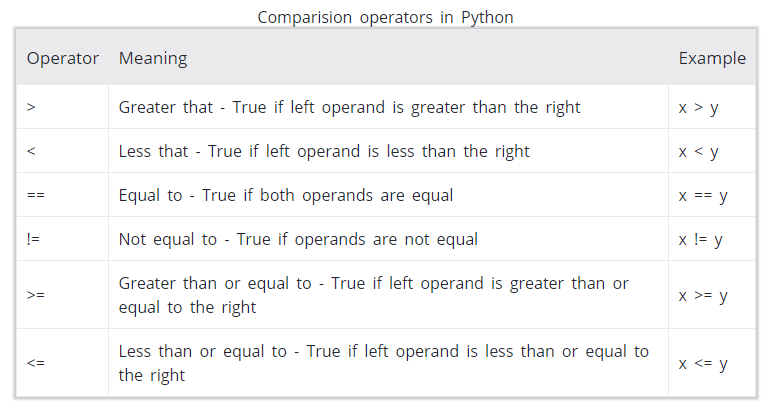 Comparision operators in Python
Operator Meaning Example
> Greater that - True if left operand is greater than the right x > y
< Less that - True if left operand is less than the right x < y
== Equal to - True if both operands are equal x == y
!= Not equal to - True if operands are not equal x != y
>= Greater than or equal to - True if left operand is greater than or
equal to the right x >= y
<= Less than or equal to - True if left operand is less than or equal to
the right x <= y